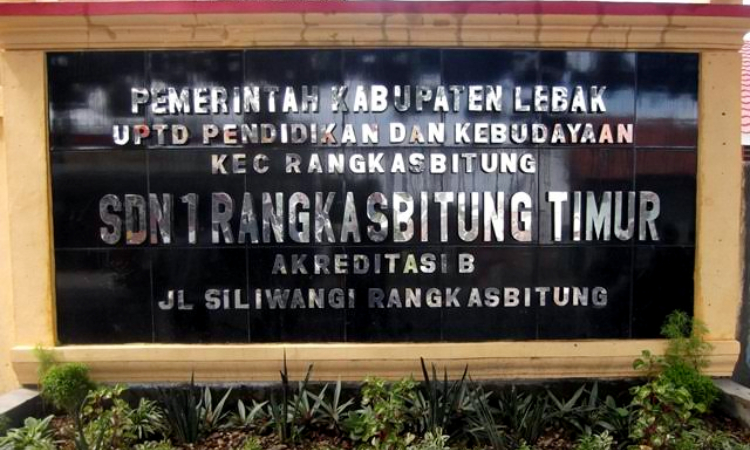 PEMERINTAH KABUPATEN LEBAK
UPTD PENDIDIKAN DAN KEBUDAYAAN
KEC RANGKASBITUNG
SDN 1 RANGKASBITUNG TIMUR
AKREDITASI B
JL SILIWANGI RANGKASBITUNG